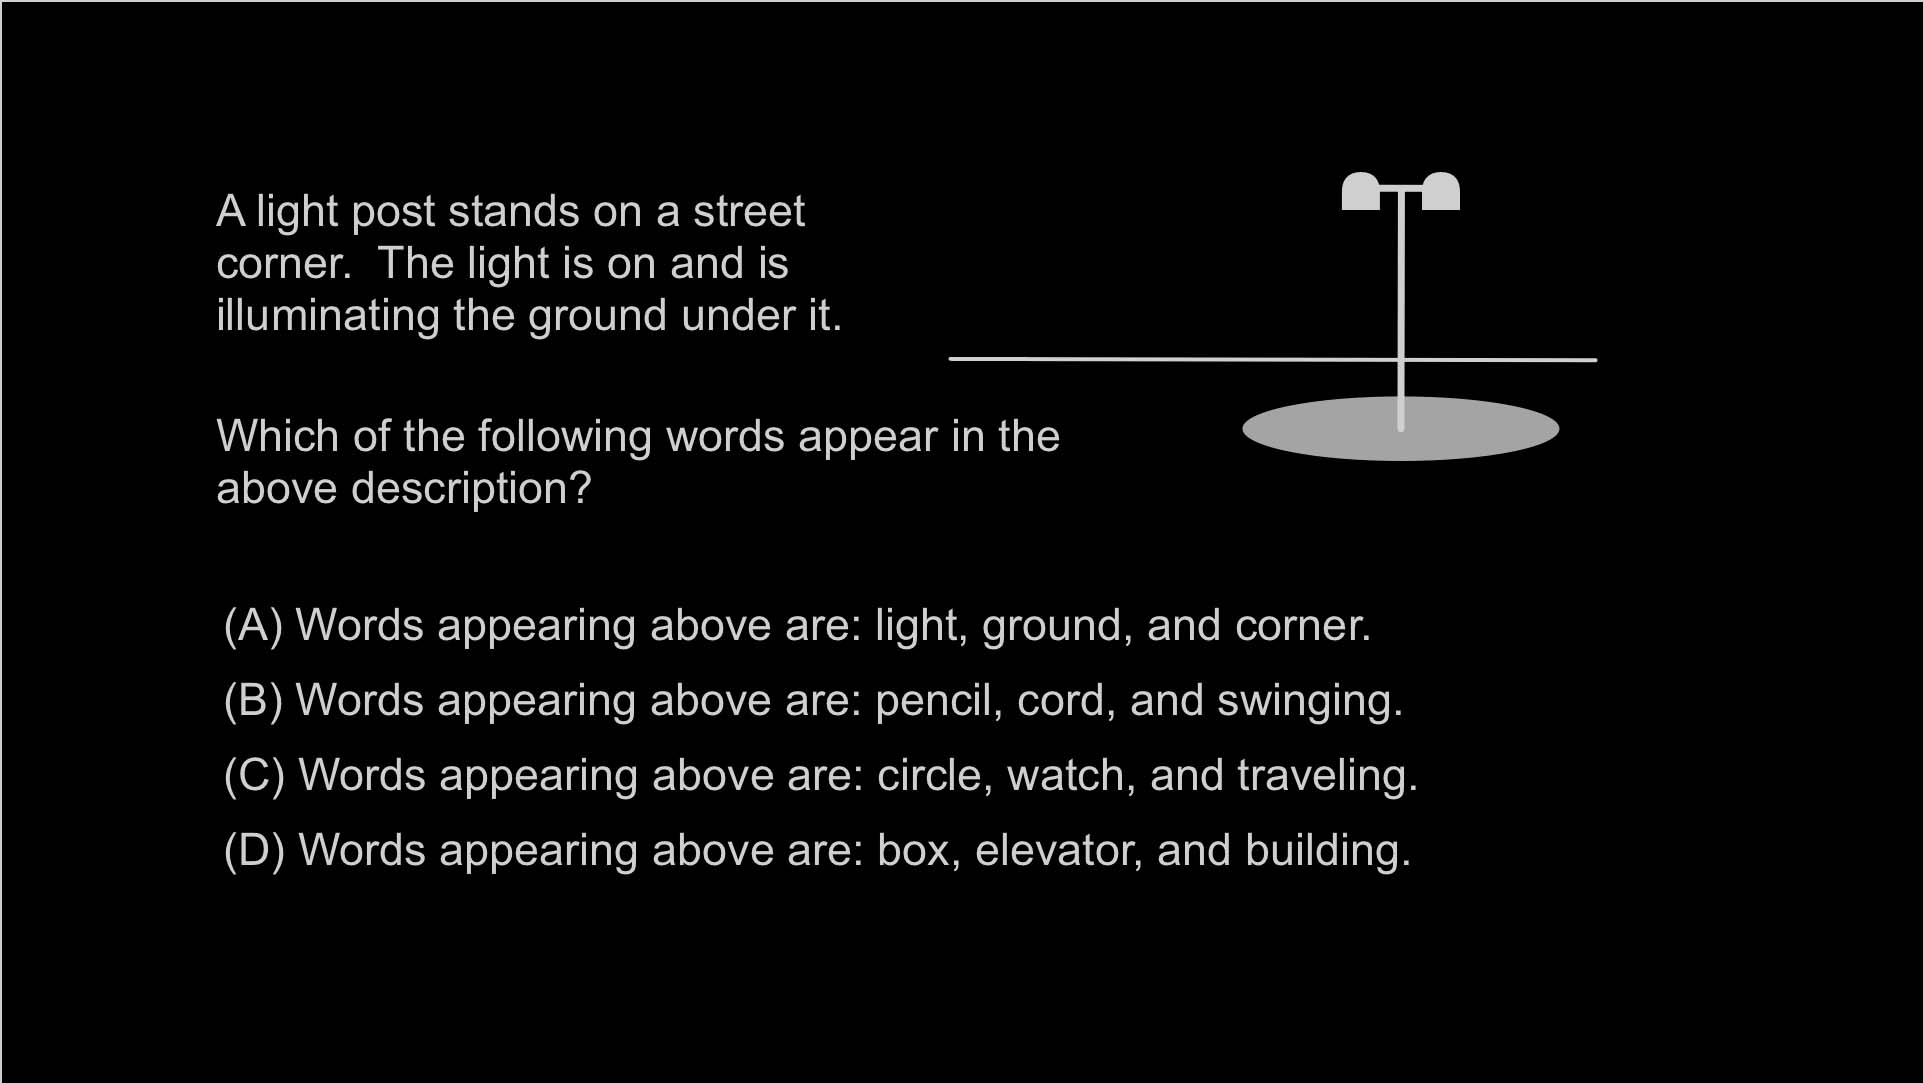 A light post stands on a street
corner.  The light is on and is
illuminating the ground under it.
Which of the following words appear in the
above description?
(A) Words appearing above are: light, ground, and corner.
(B) Words appearing above are: pencil, cord, and swinging.
(C) Words appearing above are: circle, watch, and traveling.
(D) Words appearing above are: box, elevator, and building.